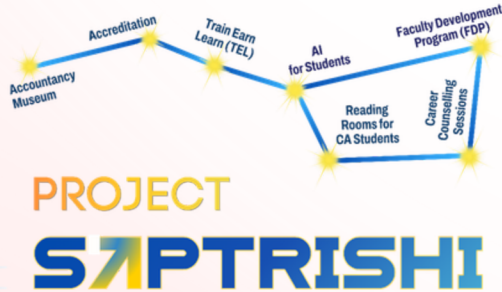 Accountancy
Museum
Accreditation
Train Earn
Learn (TEL)
AI
for Students
Faculty Development
Program (FDP)
Reading
Rooms for
CA Students
Career
Counselling
Sessions
PROJECT
SAPTRISHI